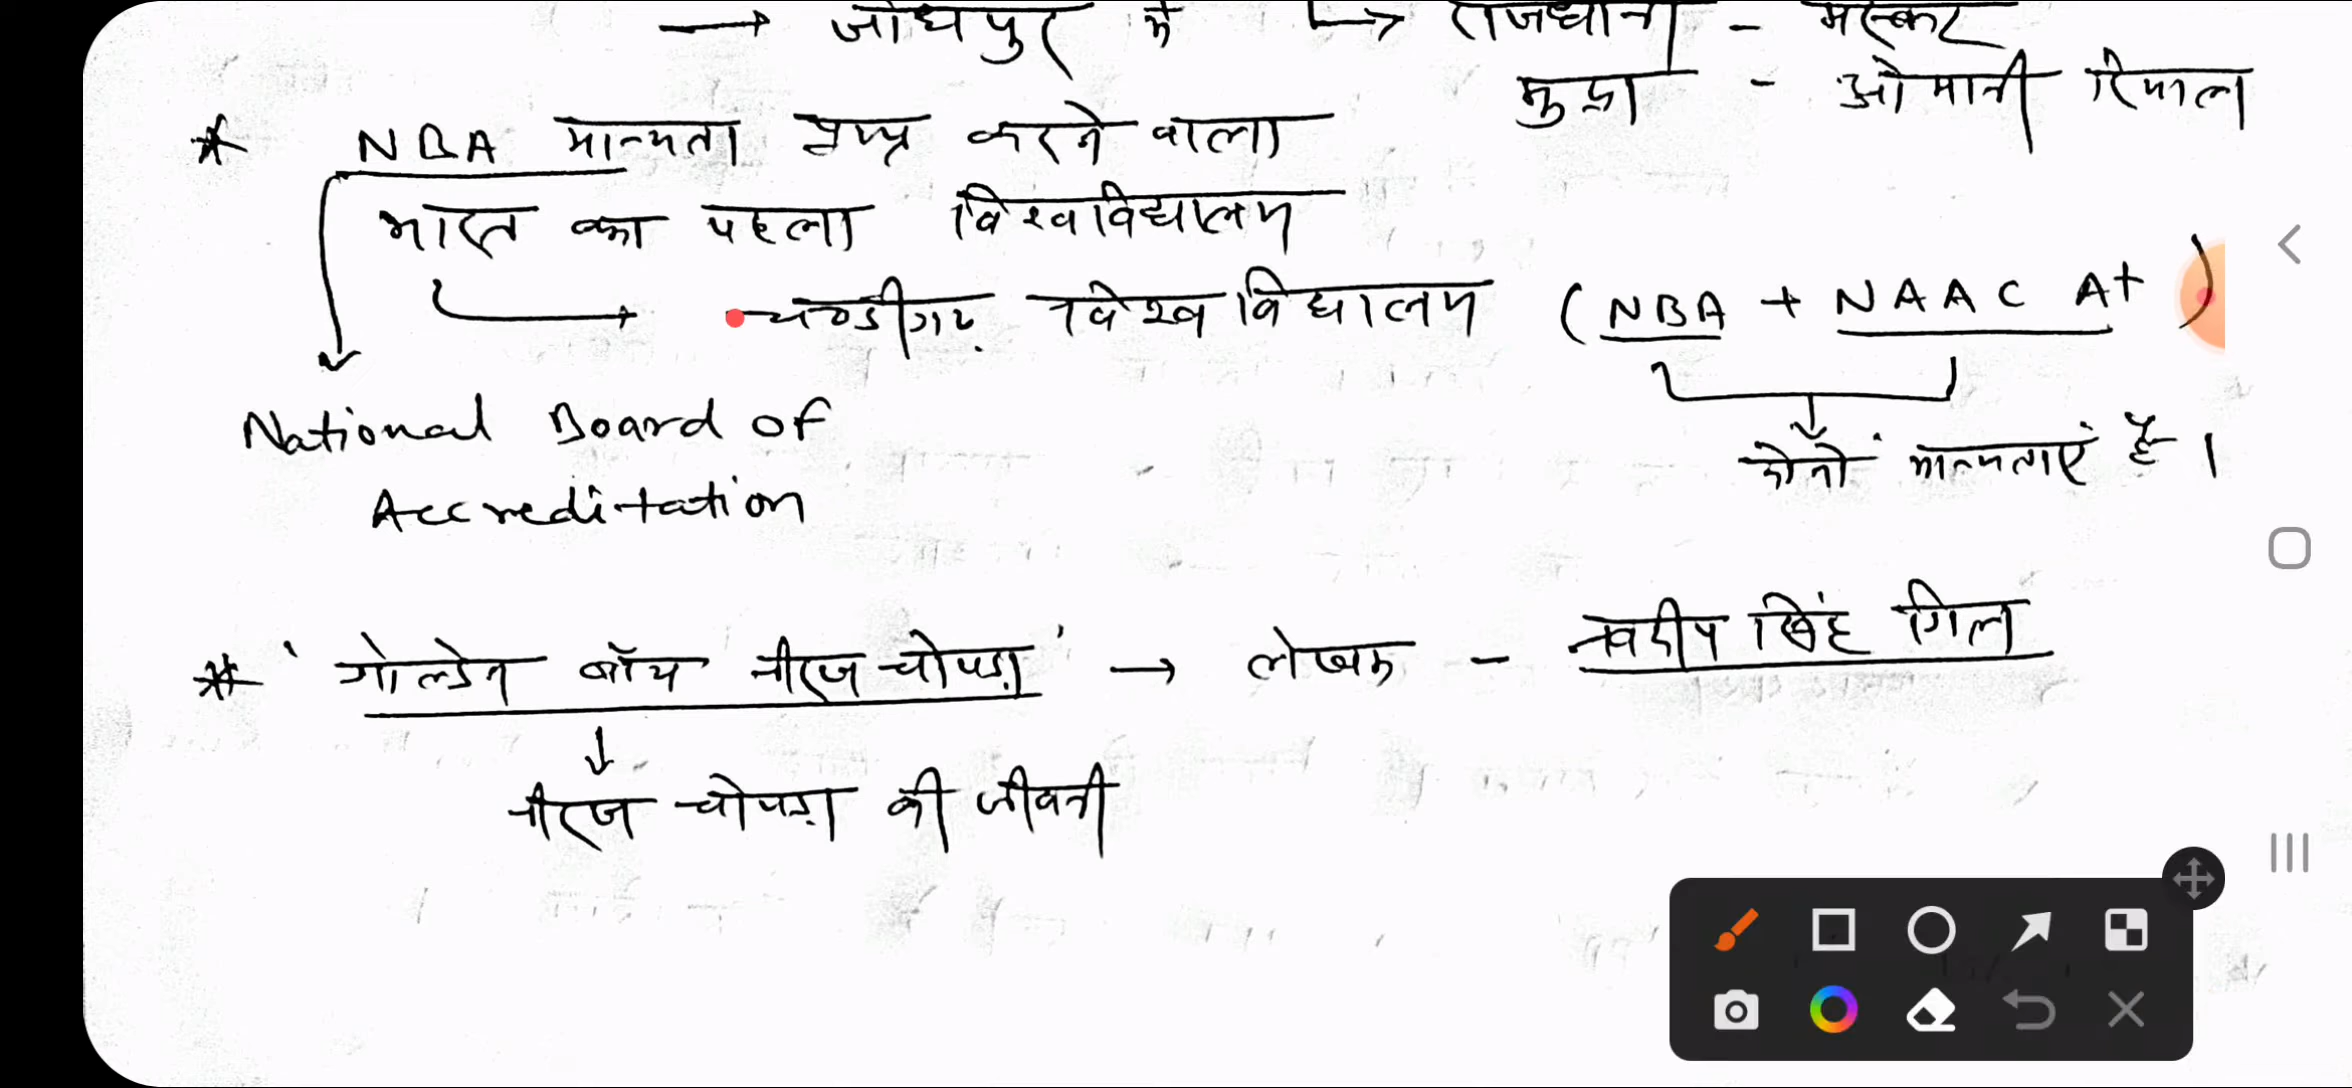 → जोधपुर में ↳ राजधानी - मस्कट
मुद्रा - ओमानी रियाल
* NBA मान्यता प्राप्त करने वाला
भारत का पहला विश्वविद्यालय
→ चण्डीगढ़ विश्वविद्यालय (NBA + NAAC A+)
दोनों मान्यताएं हैं।
National Board of
Accreditation
* 'गोल्डेन बॉय नीरज चोपड़ा' → लेखक - नवदीप सिंह गिल
नीरज चोपड़ा की जीवनी